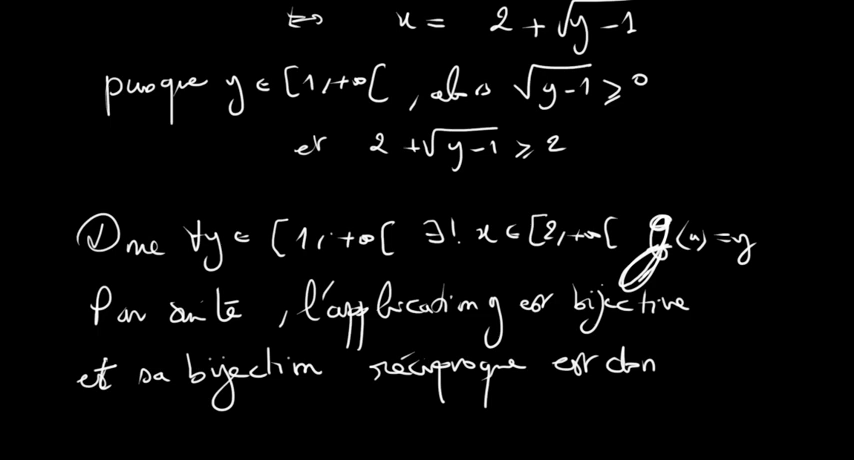 ⇔ x = 2 + √(y-1)
puisque y ∈ [1,+∞[ , alors √(y-1) ≥ 0
et 2 + √(y-1) ≥ 2
Donc ∀y ∈ [1,+∞[ ∃! x ∈ [2,+∞[ g(x) = y
Par suite , l'application g est bijective
et sa bijection réciproque est don